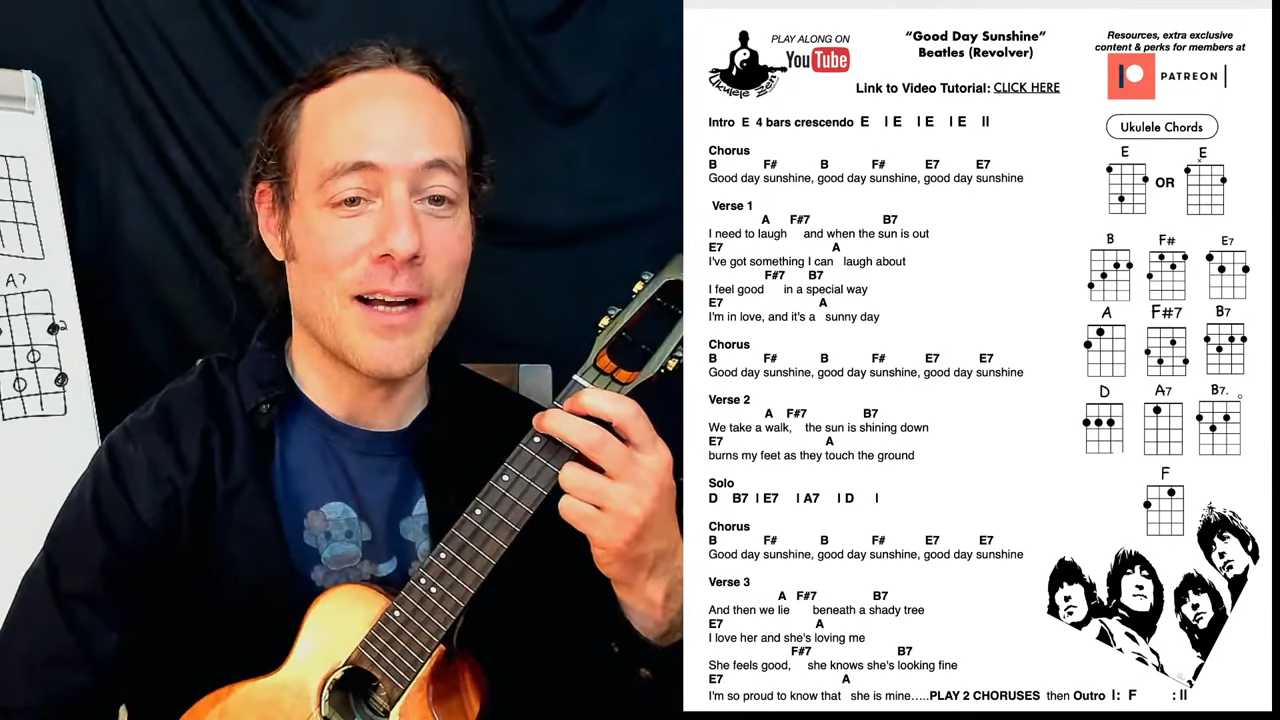 A7
PLAY ALONG ON
YouTube
Ukulele Zen
"Good Day Sunshine"
Beatles (Revolver)
Link to Video Tutorial: CLICK HERE
Resources, extra exclusive
content & perks for members at
PATREON
Ukulele Chords
Intro E 4 bars crescendo E I E I E I E II
Chorus
B F# B F# E7 E7
Good day sunshine, good day sunshine, good day sunshine
Verse 1
A F#7 B7
I need to laugh and when the sun is out
E7 A
I've got something I can laugh about
F#7 B7
I feel good in a special way
E7 A
I'm in love, and it's a sunny day
Chorus
B F# B F# E7 E7
Good day sunshine, good day sunshine, good day sunshine
Verse 2
A F#7 B7
We take a walk, the sun is shining down
E7 A
burns my feet as they touch the ground
Solo
D B7 I E7 I A7 I D I
Chorus
B F# B F# E7 E7
Good day sunshine, good day sunshine, good day sunshine
Verse 3
A F#7 B7
And then we lie beneath a shady tree
E7 A
I love her and she's loving me
F#7 B7
She feels good, she knows she's looking fine
E7 A
I'm so proud to know that she is mine.....PLAY 2 CHORUSES then Outro I: F : II
E OR E
x
B F# E7
A F#7 B7
D A7 B7.
F